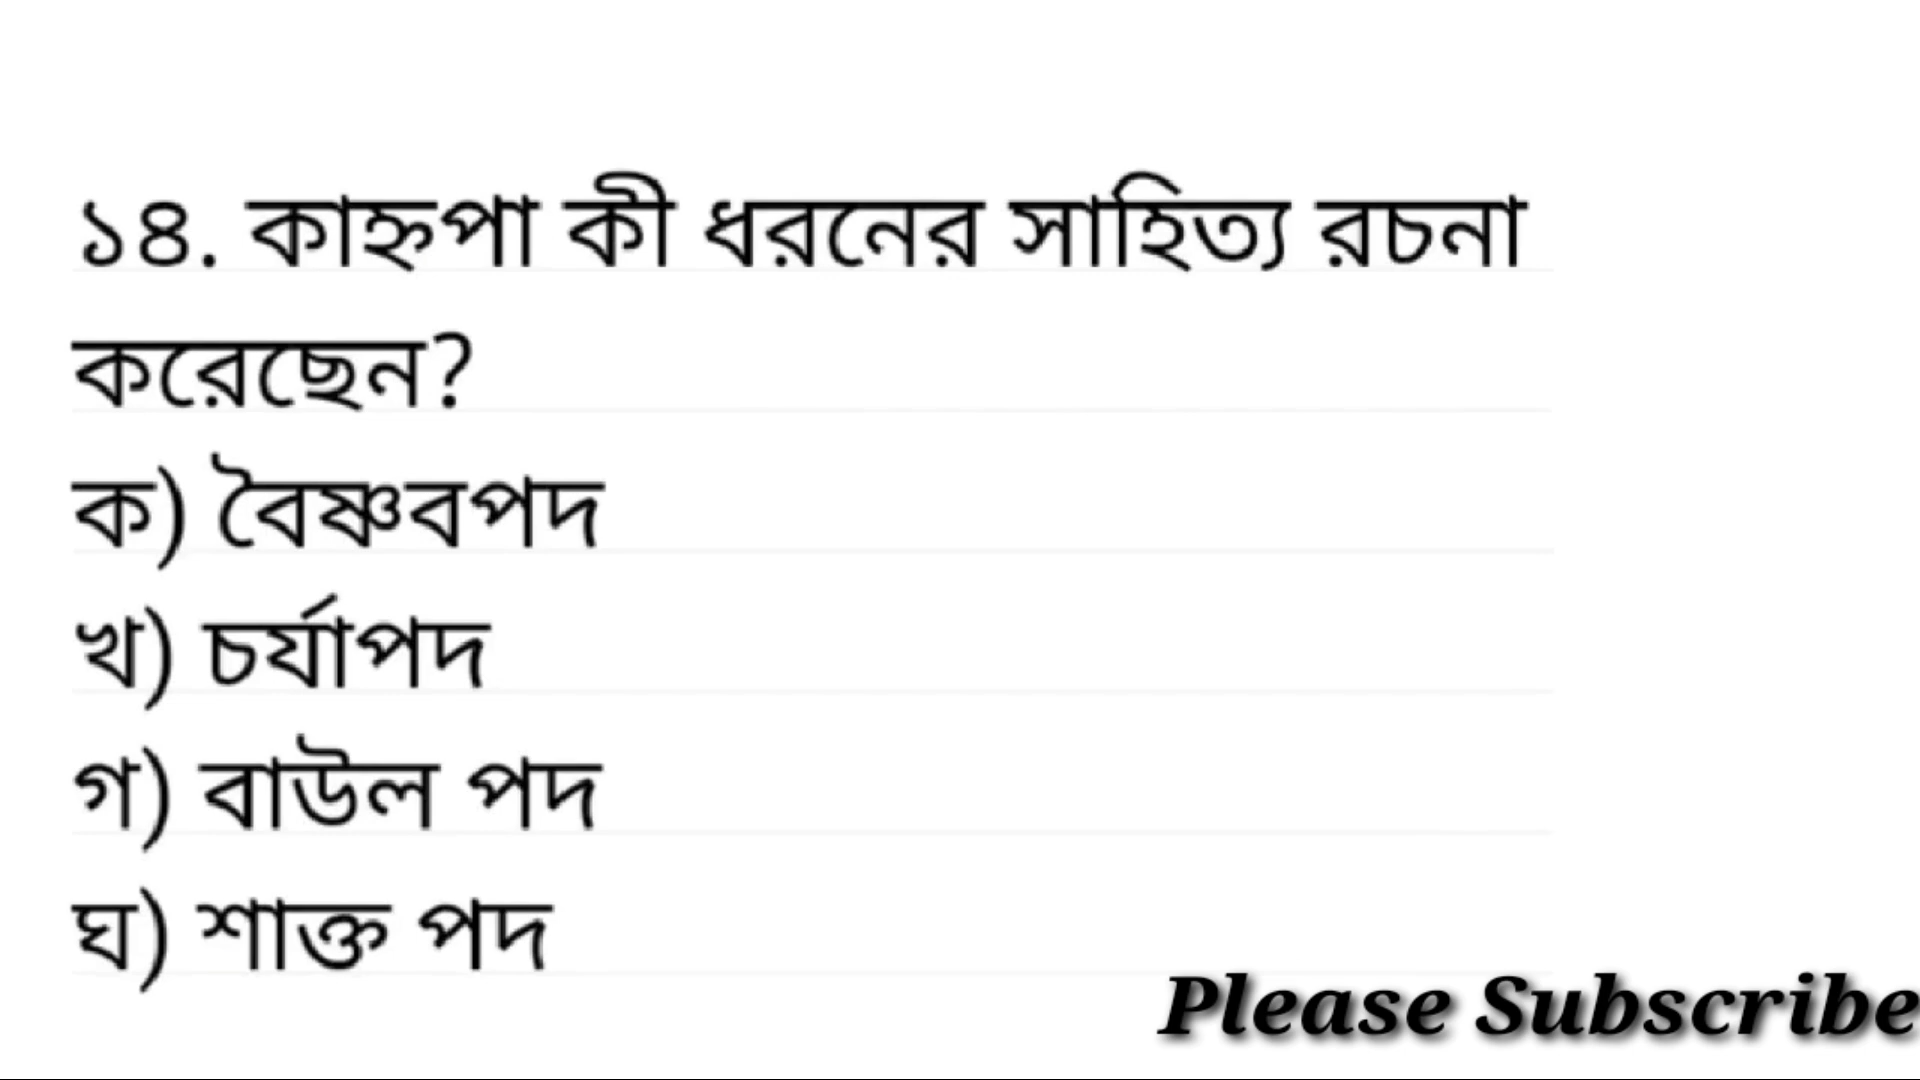 ১৪. কাহ্নপা কী ধরনের সাহিত্য রচনা
করেছেন?
ক) বৈষ্ণবপদ
খ) চর্যাপদ
গ) বাউল পদ
ঘ) শাক্ত পদ
Please Subscribe